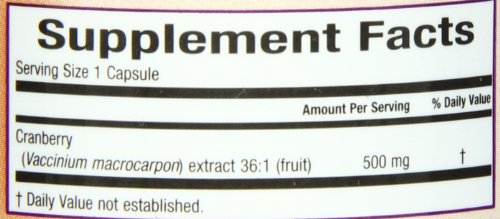 Supplement Facts
Serving Size 1 Capsule
Amount Per Serving % Daily Value
Cranberry
(Vaccinium macrocarpon) extract 36:1 (fruit) 500 mg †
† Daily Value not established.